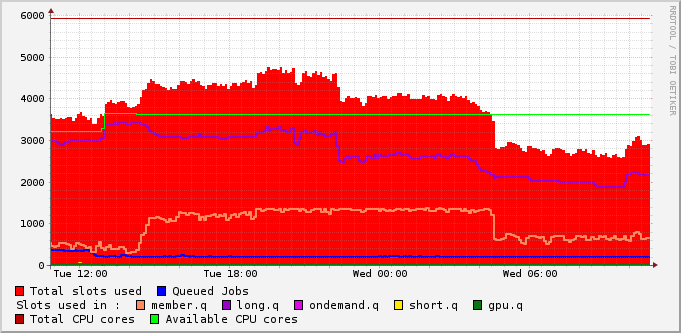 RRDTOOL / TOBI OETIKER
6000
5000
4000
3000
2000
1000
0
Tue 12:00 Tue 18:00 Wed 00:00 Wed 06:00
Total slots used Queued Jobs
Slots used in : member.q long.q ondemand.q short.q gpu.q
Total CPU cores Available CPU cores